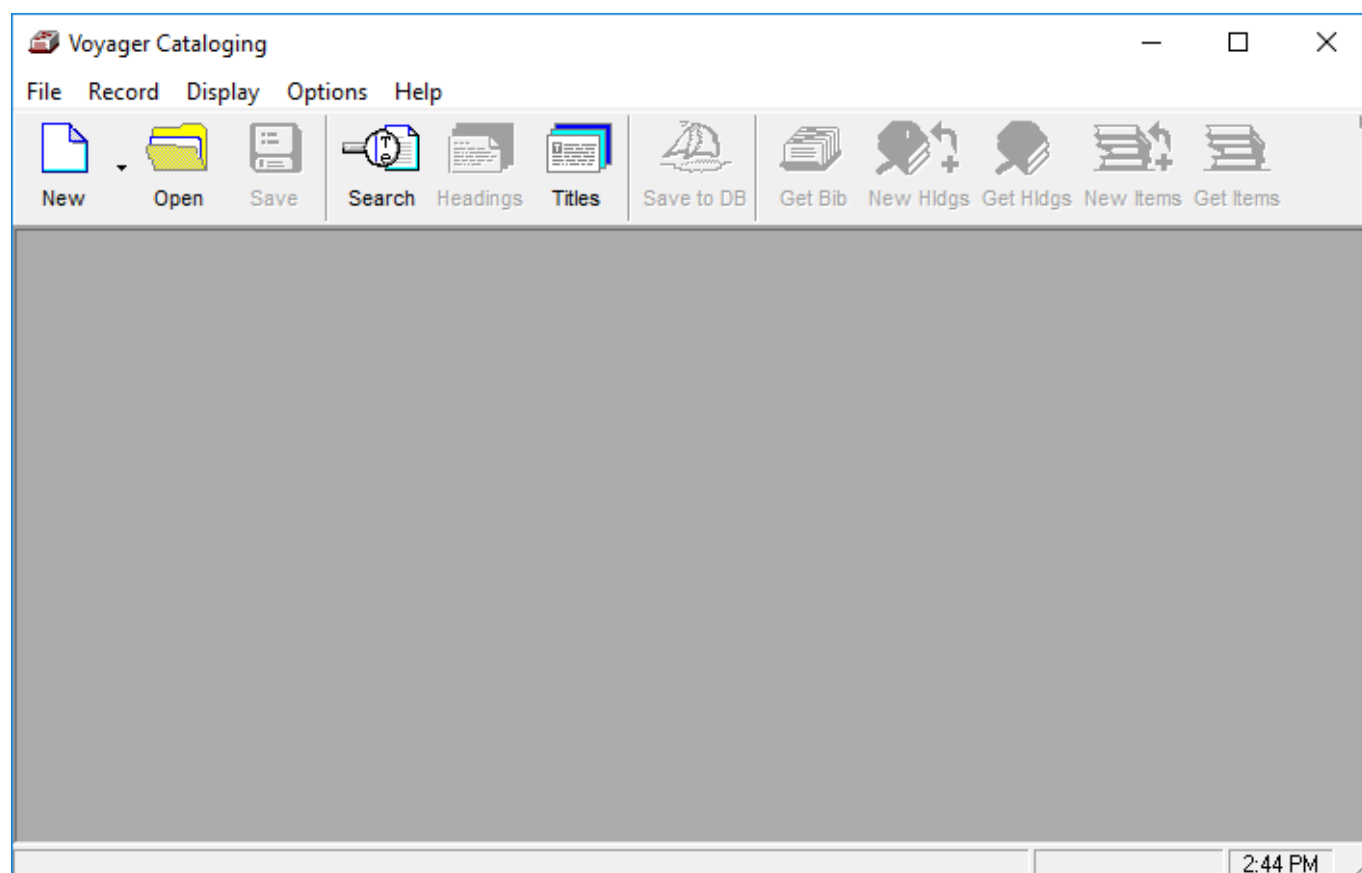 Voyager Cataloging
File Record Display Options Help
New Open Save Search Headings Titles Save to DB Get Bib New Hldgs Get Hldgs New Items Get Items
2:44 PM